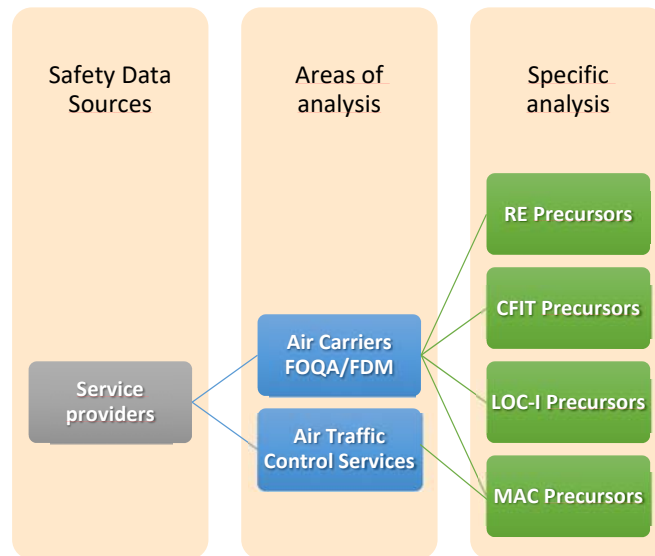 Safety Data
Sources
Areas of
analysis
Specific
analysis
Service
providers
Air Carriers
FOQA/FDM
Air Traffic
Control Services
RE Precursors
CFIT Precursors
LOC-I Precursors
MAC Precursors